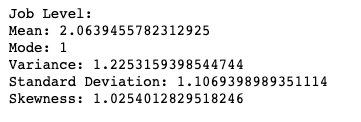 Job Level:
Mean: 2.0639455782312925
Mode: 1
Variance: 1.2253159398544744
Standard Deviation: 1.1069398989351114
Skewness: 1.0254012829518246